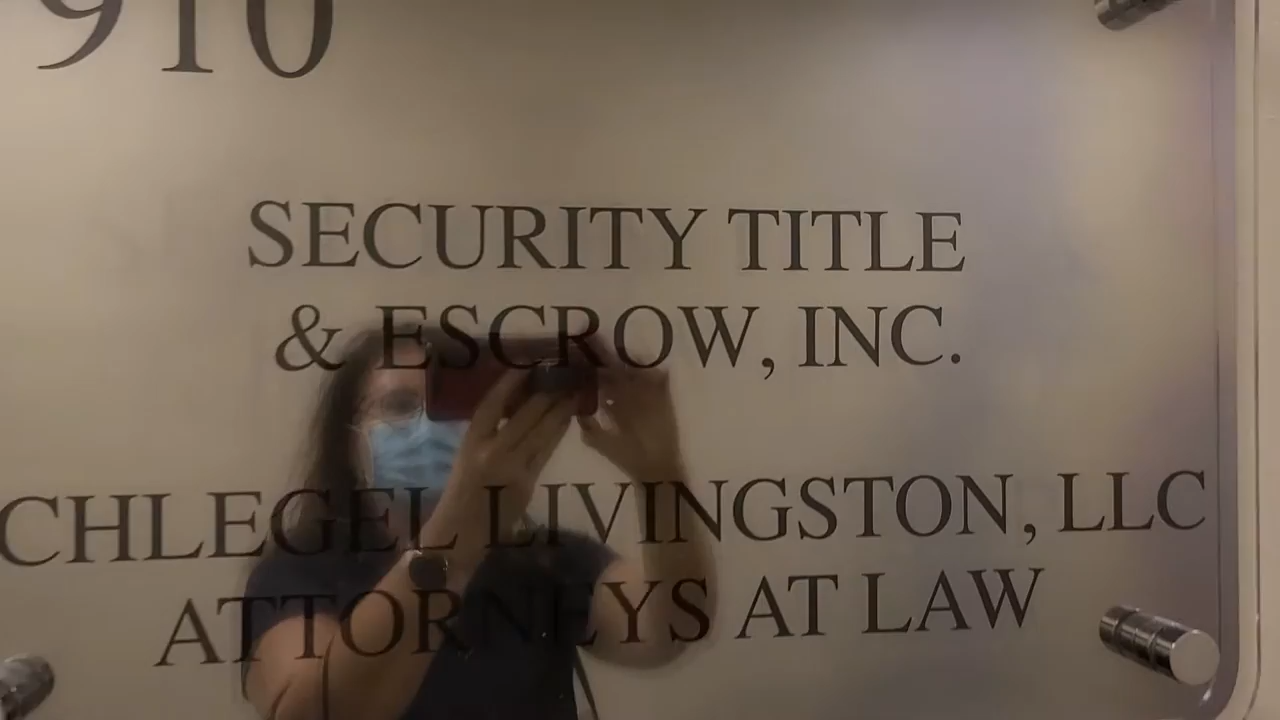 910
SECURITY TITLE
& ESCROW, INC.
CHLEGEL LIVINGSTON, LLC
ATTORNEYS AT LAW